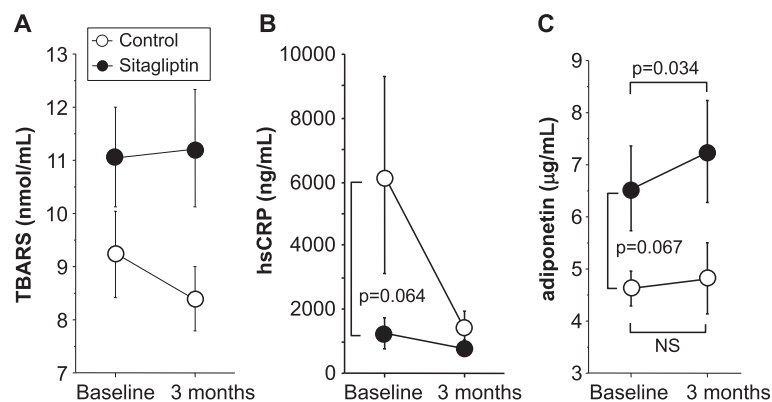 A
Control
Sitagliptin
TBARS (nmol/mL)
13
12
11
10
9
8
7
Baseline 3 months
B
hsCRP (ng/mL)
10000
8000
6000
4000
2000
0
p=0.064
Baseline 3 months
C
adiponetin (µg/mL)
9
8
7
6
5
4
3
p=0.034
p=0.067
NS
Baseline 3 months